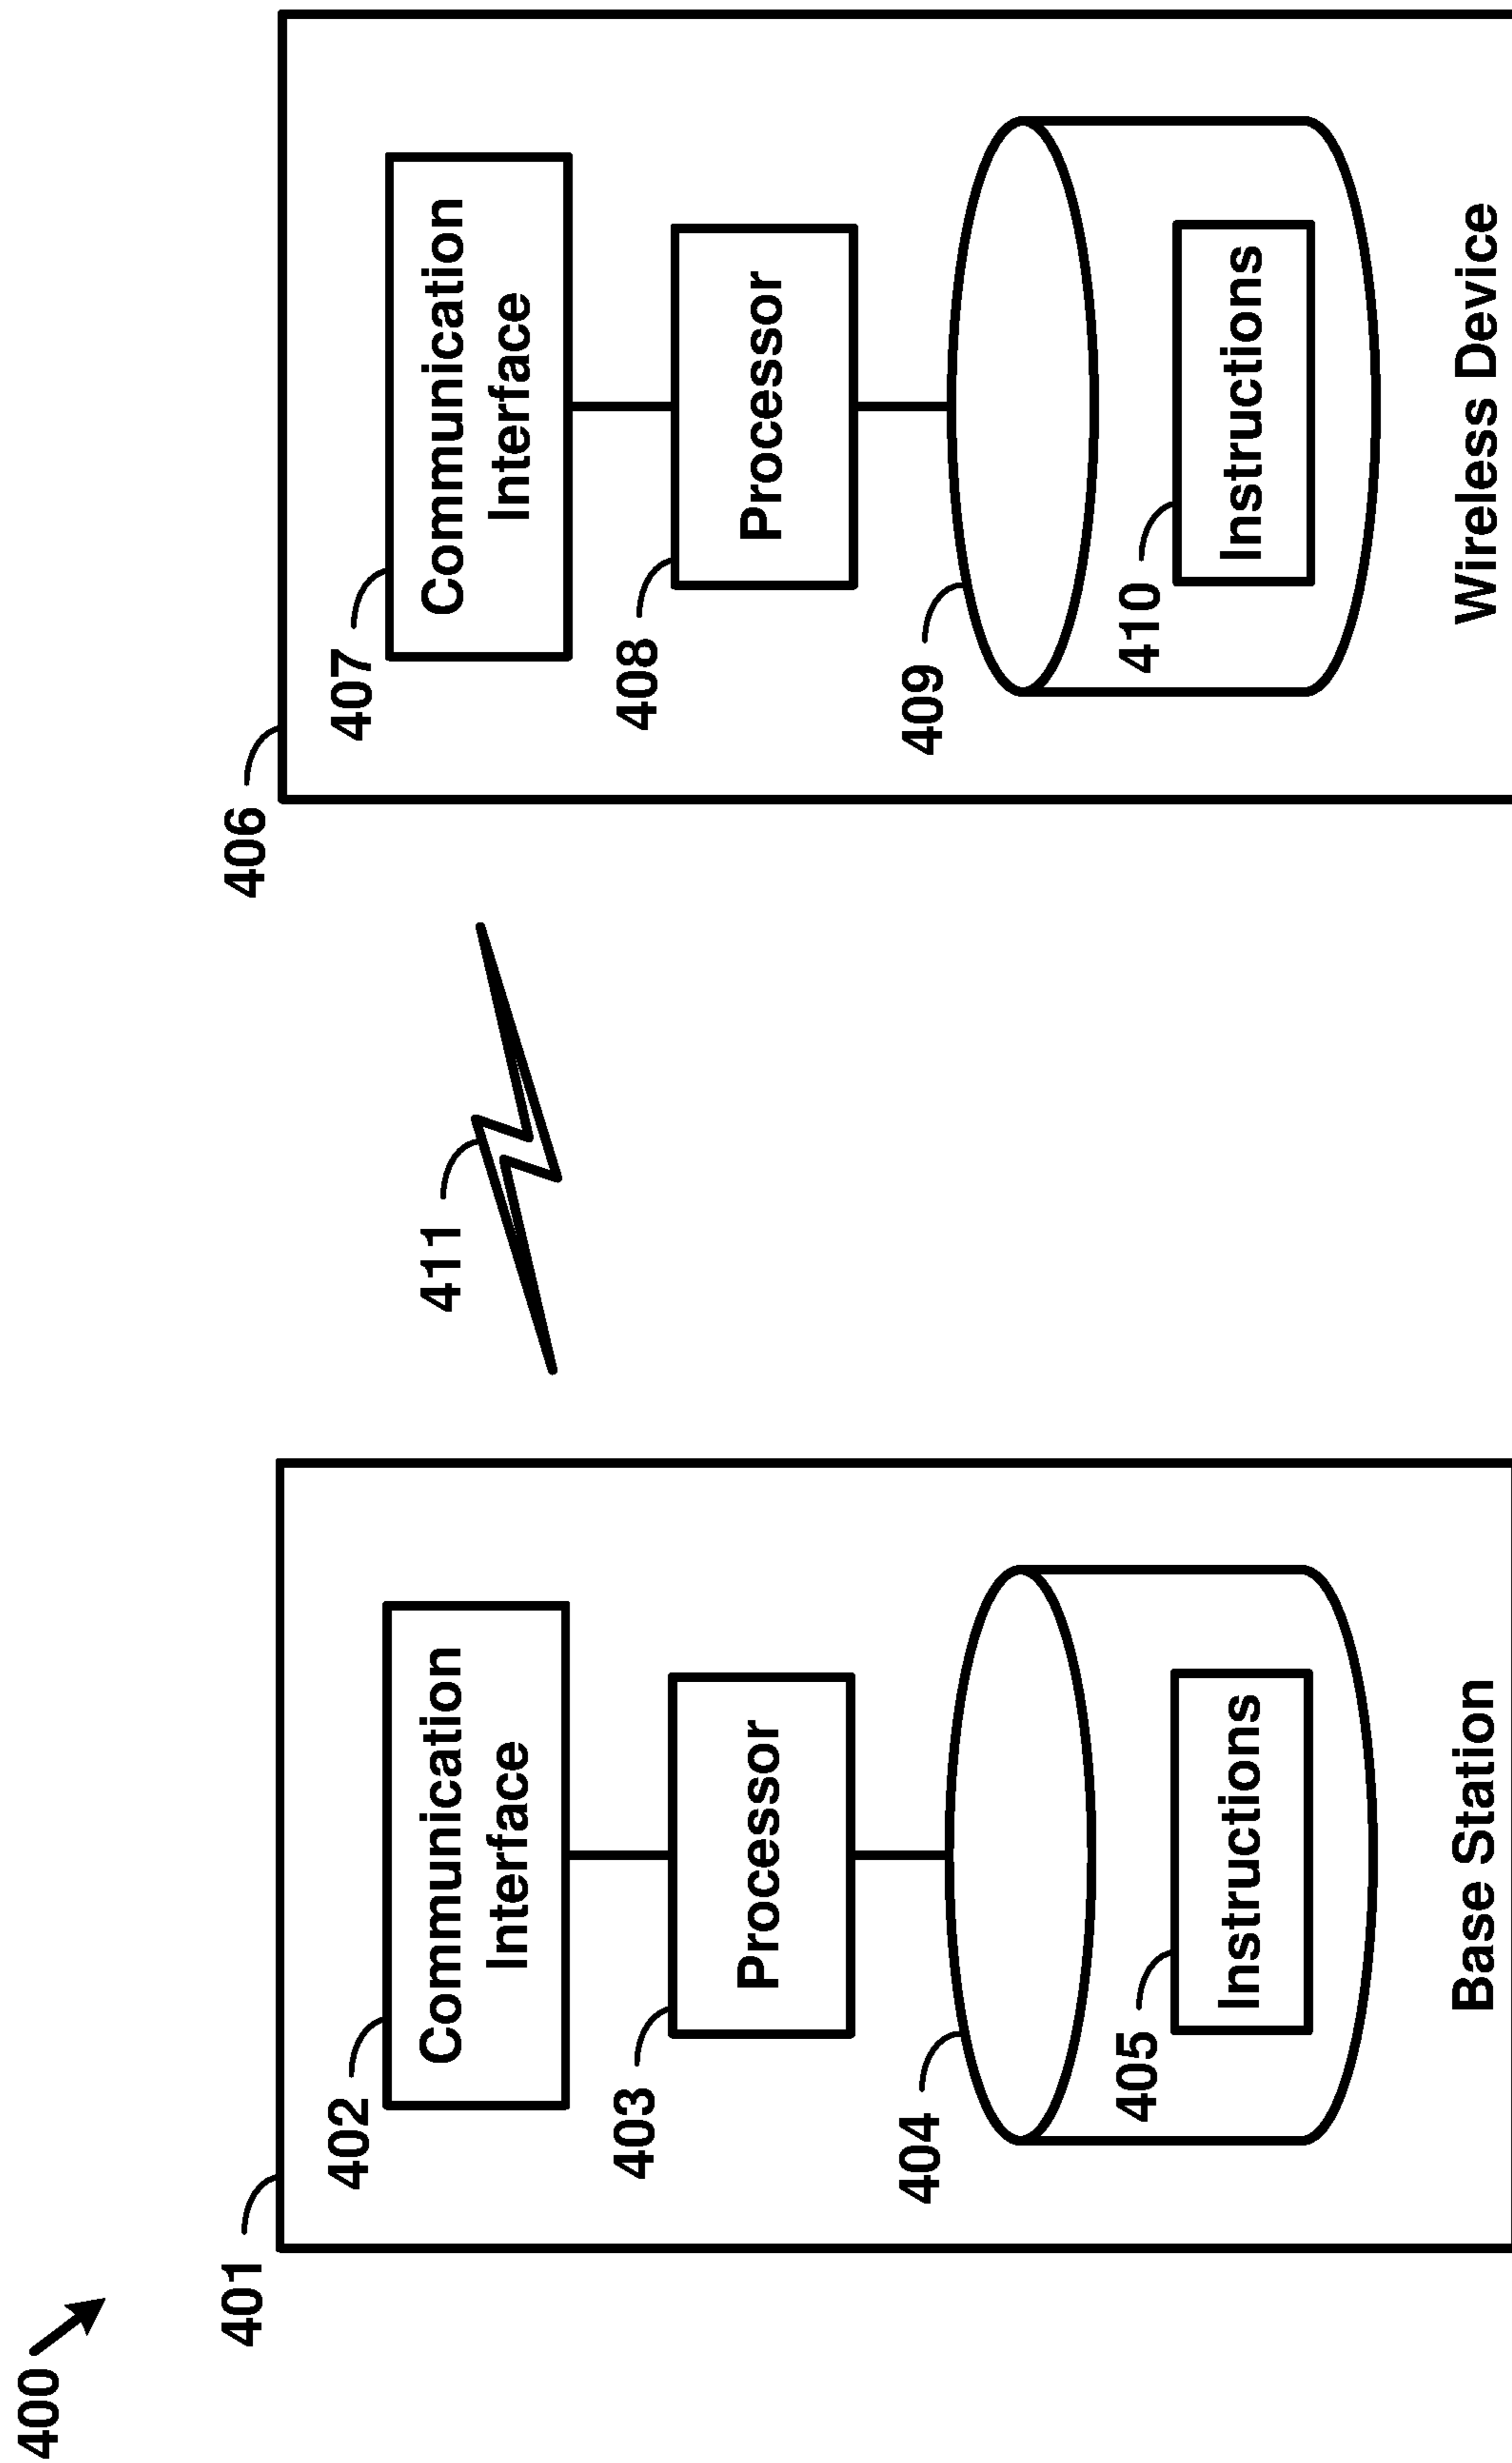 400
401
402
Communication
Interface
403
Processor
404
405
Instructions
Base Station
411
406
407
Communication
Interface
408
Processor
409
410
Instructions
Wireless Device